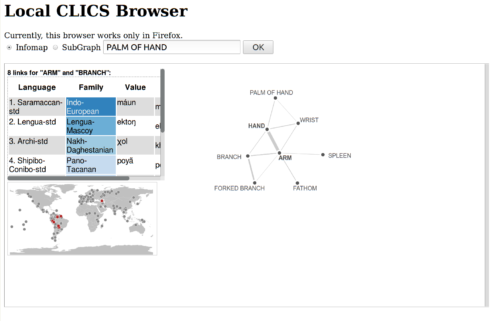 Local CLICS Browser
Currently, this browser works only in Firefox.
Infomap SubGraph PALM OF HAND OK
8 links for "ARM" and "BRANCH":
Language Family Value
1. Saramaccan-std Indo-European máun
2. Lengua-std Lengua-Mascoy ektoŋ
3. Archi-std Nakh-Daghestanian χol
4. Shipibo-Conibo-std Pano-Tacanan poyã
PALM OF HAND
WRIST
HAND
BRANCH
ARM
SPLEEN
FORKED BRANCH
FATHOM